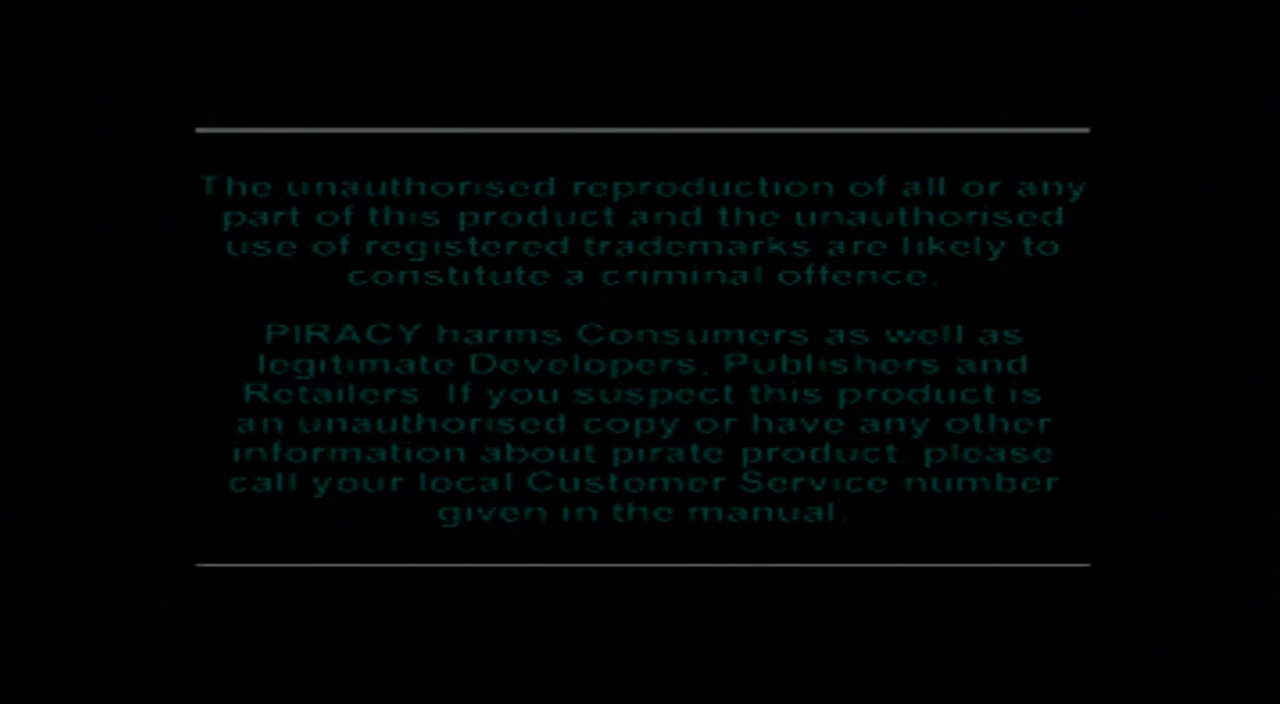 The unauthorised reproduction of all or any
part of this product and the unauthorised
use of registered trademarks are likely to
constitute a criminal offence.
PIRACY harms Consumers as well as
legitimate Developers, Publishers and
Retailers. If you suspect this product is
an unauthorised copy or have any other
information about pirate product, please
call your local Customer Service number
given in the manual.